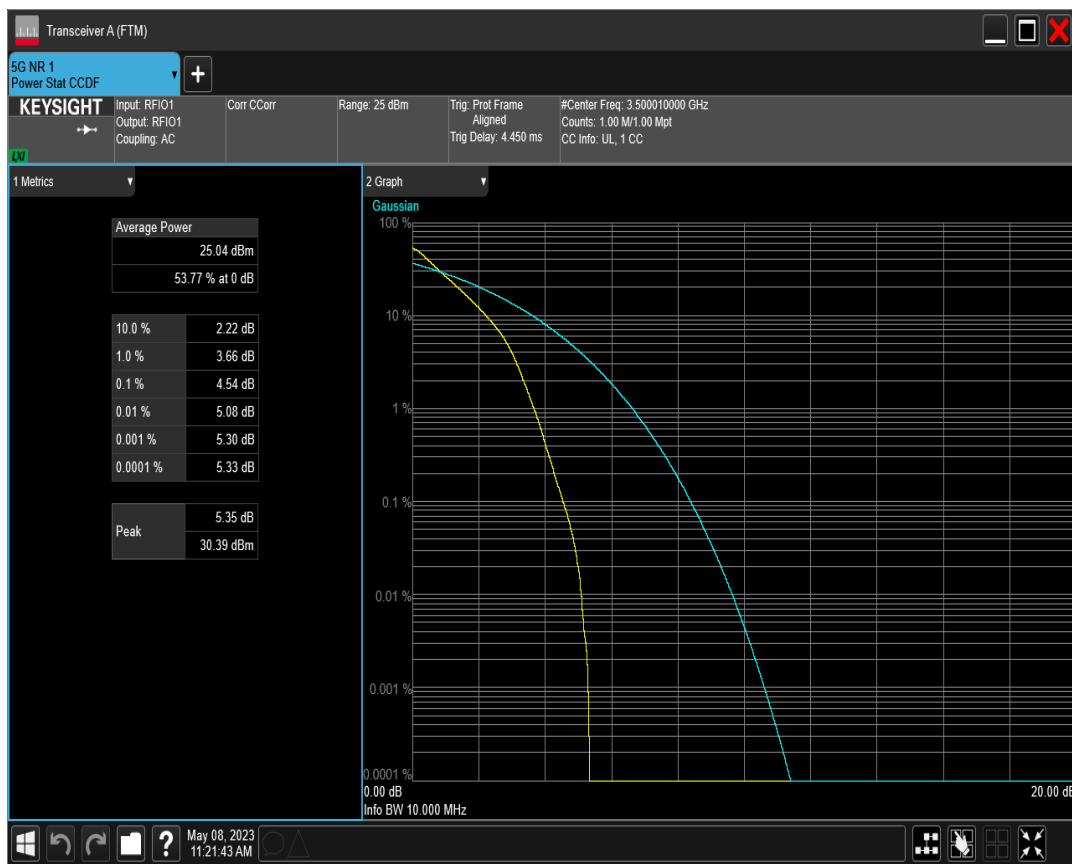 Transceiver A (FTM)
5G NR 1
Power Stat CCDF
+
KEYSIGHT
LXI
Input: RFIO1
Output: RFIO1
Coupling: AC
Corr CCorr
Range: 25 dBm
Trig: Prot Frame
Aligned
Trig Delay: 4.450 ms
#Center Freq: 3.500010000 GHz
Counts: 1.00 M/1.00 Mpt
CC Info: UL, 1 CC
1 Metrics
Average Power
25.04 dBm
53.77 % at 0 dB
10.0 % 2.22 dB
1.0 % 3.66 dB
0.1 % 4.54 dB
0.01 % 5.08 dB
0.001 % 5.30 dB
0.0001 % 5.33 dB
Peak
5.35 dB
30.39 dBm
2 Graph
Gaussian
100 %
10 %
1 %
0.1 %
0.01 %
0.001 %
0.0001 %
0.00 dB 20.00 dB
Info BW 10.000 MHz
?
May 08, 2023
11:21:43 AM